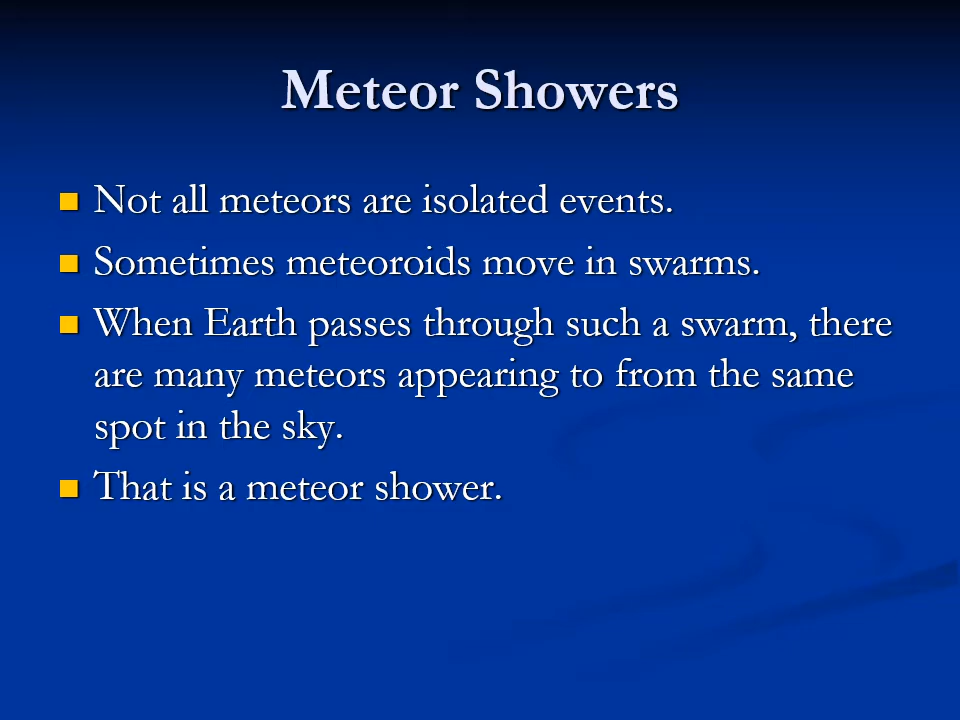 Meteor Showers
Not all meteors are isolated events.
Sometimes meteoroids move in swarms.
When Earth passes through such a swarm, there
are many meteors appearing to from the same
spot in the sky.
That is a meteor shower.